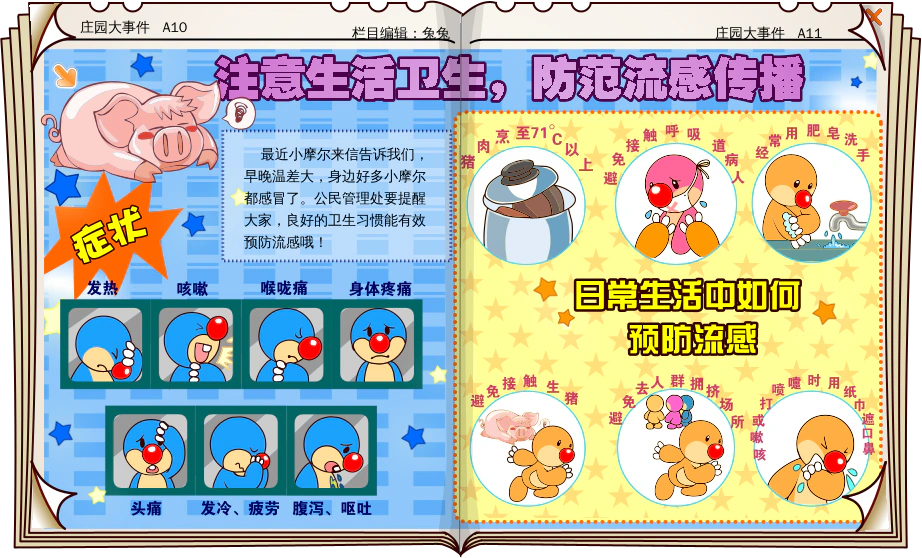 庄园大事件 A10
栏目编辑：兔兔
庄园大事件 A11
注意生活卫生，防范流感传播
最近小摩尔来信告诉我们，
早晚温差大，身边好多小摩尔
都感冒了。公民管理处要提醒
大家，良好的卫生习惯能有效
预防流感哦！
症状
发热 咳嗽 喉咙痛 身体疼痛
头痛 发冷、疲劳 腹泻、呕吐
猪肉烹至71°C以上
避免接触呼吸道病人
经常用肥皂洗手
日常生活中如何
预防流感
避免接触生猪
避免去人群拥挤场所
打喷嚏时用纸巾遮口鼻
或嗽咳